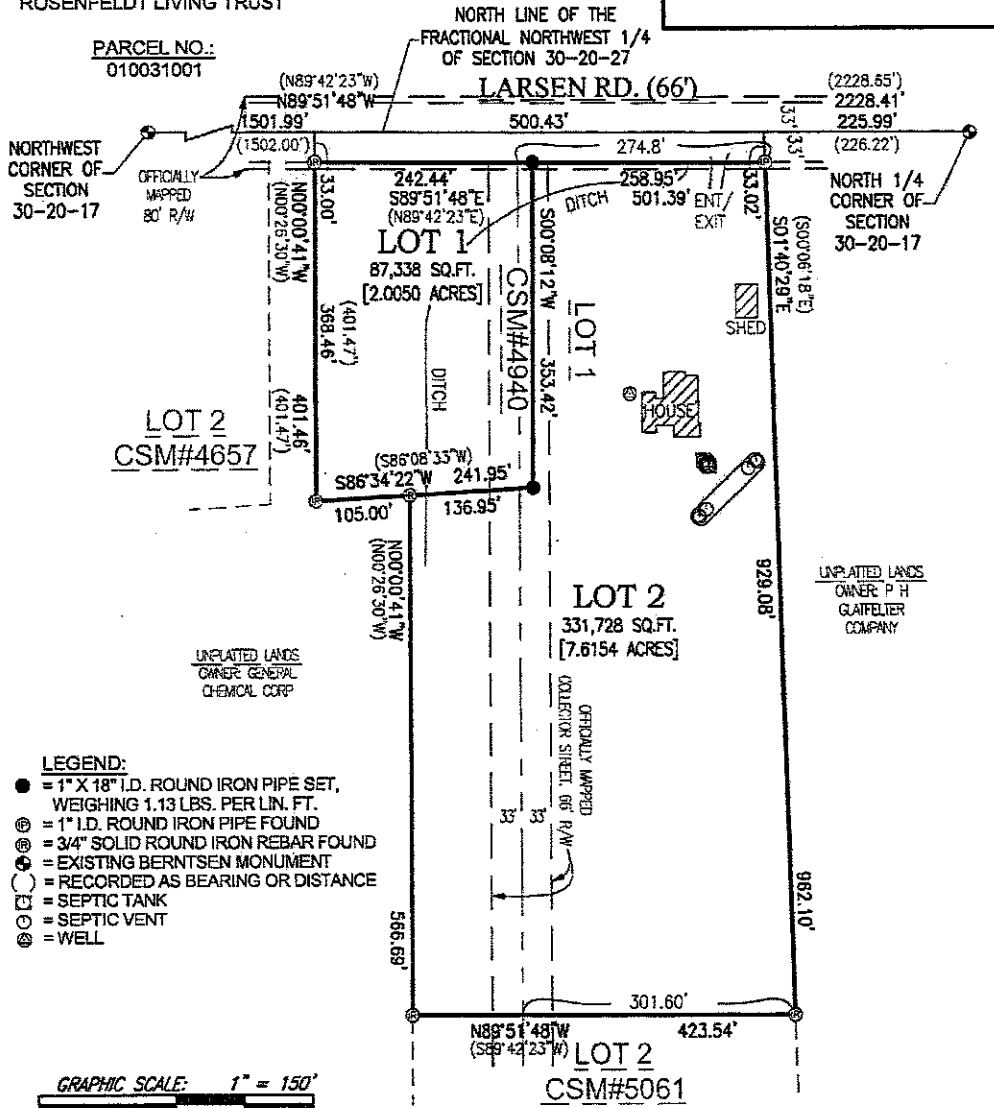 ROSENFELDT LIVING TRUST
PARCEL NO.:
010031001
NORTH LINE OF THE
FRACTIONAL NORTHWEST 1/4
OF SECTION 30-20-27
(N89°42'23"W)
N89°51'48"W
LARSEN RD. (66')
(2228.55')
2228.41'
1501.99'
500.43'
225.99'
(1502.00')
274.8'
33' 33'
(226.22')
NORTHWEST
CORNER OF
SECTION
30-20-17
OFFICIALLY
MAPPED
80' R/W
NORTH 1/4
CORNER OF
SECTION
30-20-17
33.00'
242.44'
S89°51'48"E
(N89°42'23"E)
258.95'
501.39'
DITCH
ENT/
EXIT
33.02'
N00°00'41"W
(N00°26'30"W)
LOT 1
87,338 SQ.FT.
[2.0050 ACRES]
S00°08'12"W
353.42'
CSM#4940
LOT 1
S01°40'29"E
(S00°06'18"E)
SHED
368.46'
(401.47')
401.46'
(401.47')
DITCH
HOUSE
LOT 2
CSM#4657
(S86°08'33"W)
S86°34'22"W
241.95'
105.00'
136.95'
N00°00'41"W
(N00°26'30"W)
929.08'
UNPLATTED LANDS
OWNER: P H
GLATFELTER
COMPANY
LOT 2
331,728 SQ.FT.
[7.6154 ACRES]
UNPLATTED LANDS
OWNER: GENERAL
CHEMICAL CORP
OFFICIALLY MAPPED
COLLECTOR STREET, 66' R/W
33' 33'
LEGEND:
= 1" X 18" I.D. ROUND IRON PIPE SET,
WEIGHING 1.13 LBS. PER LIN. FT.
= 1" I.D. ROUND IRON PIPE FOUND
= 3/4" SOLID ROUND IRON REBAR FOUND
= EXISTING BERNTSEN MONUMENT
( ) = RECORDED AS BEARING OR DISTANCE
= SEPTIC TANK
= SEPTIC VENT
= WELL
566.69'
962.10'
301.60'
N89°51'48"W
(S89°42'23"W)
423.54'
LOT 2
CSM#5061
GRAPHIC SCALE: 1" = 150'